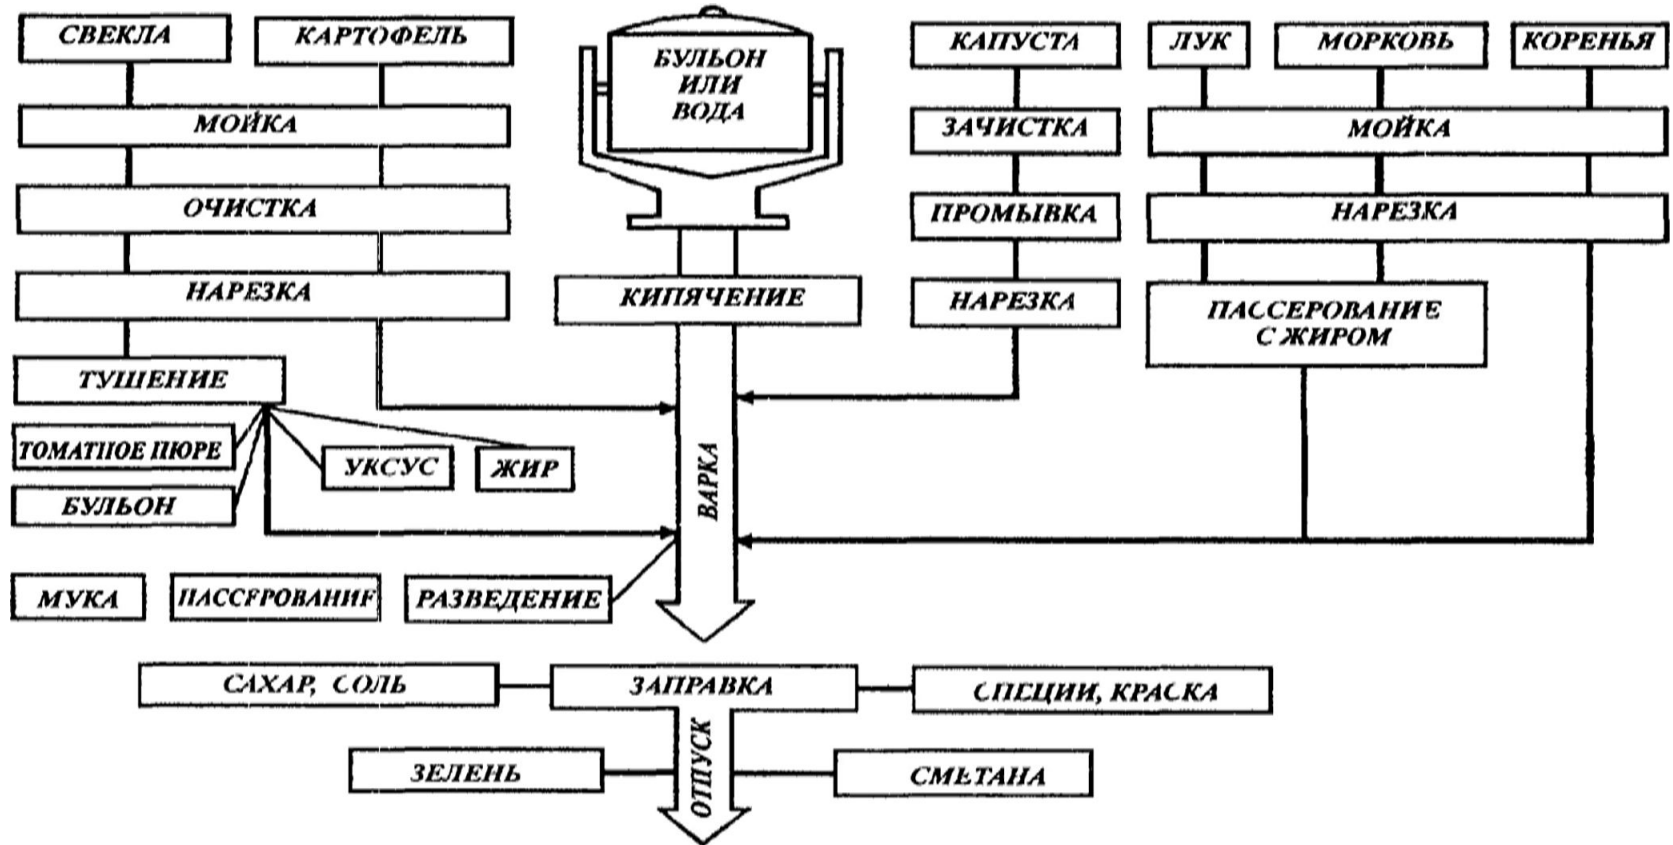 СВЕКЛА
КАРТОФЕЛЬ
БУЛЬОН
ИЛИ
ВОДА
КАПУСТА
ЛУК
МОРКОВЬ
КОРЕНЬЯ
МОЙКА
ЗАЧИСТКА
МОЙКА
ОЧИСТКА
ПРОМЫВКА
НАРЕЗКА
НАРЕЗКА
КИПЯЧЕНИЕ
НАРЕЗКА
ПАССЕРОВАНИЕ
С ЖИРОМ
ТУШЕНИЕ
ТОМАТНОЕ ПЮРЕ
УКСУС
ЖИР
БУЛЬОН
ВАРКА
МУКА
ПАССЕРОВАНИЕ
РАЗВЕДЕНИЕ
САХАР, СОЛЬ
ЗАПРАВКА
СПЕЦИИ, КРАСКА
ОТПУСК
ЗЕЛЕНЬ
СМЕТАНА